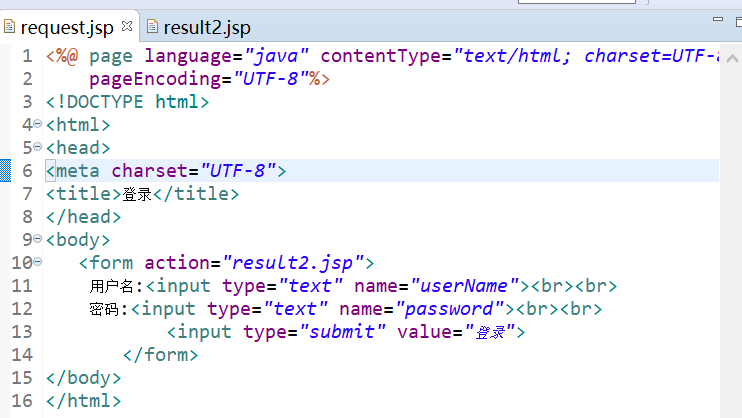 request.jsp result2.jsp
1 <%@ page language="java" contentType="text/html; charset=UTF-8
2 pageEncoding="UTF-8"%>
3 <!DOCTYPE html>
4 <html>
5 <head>
6 <meta charset="UTF-8">
7 <title>登录</title>
8 </head>
9 <body>
10 <form action="result2.jsp">
11 用户名:<input type="text" name="userName"><br><br>
12 密码:<input type="text" name="password"><br><br>
13 <input type="submit" value="登录">
14 </form>
15 </body>
16 </html>